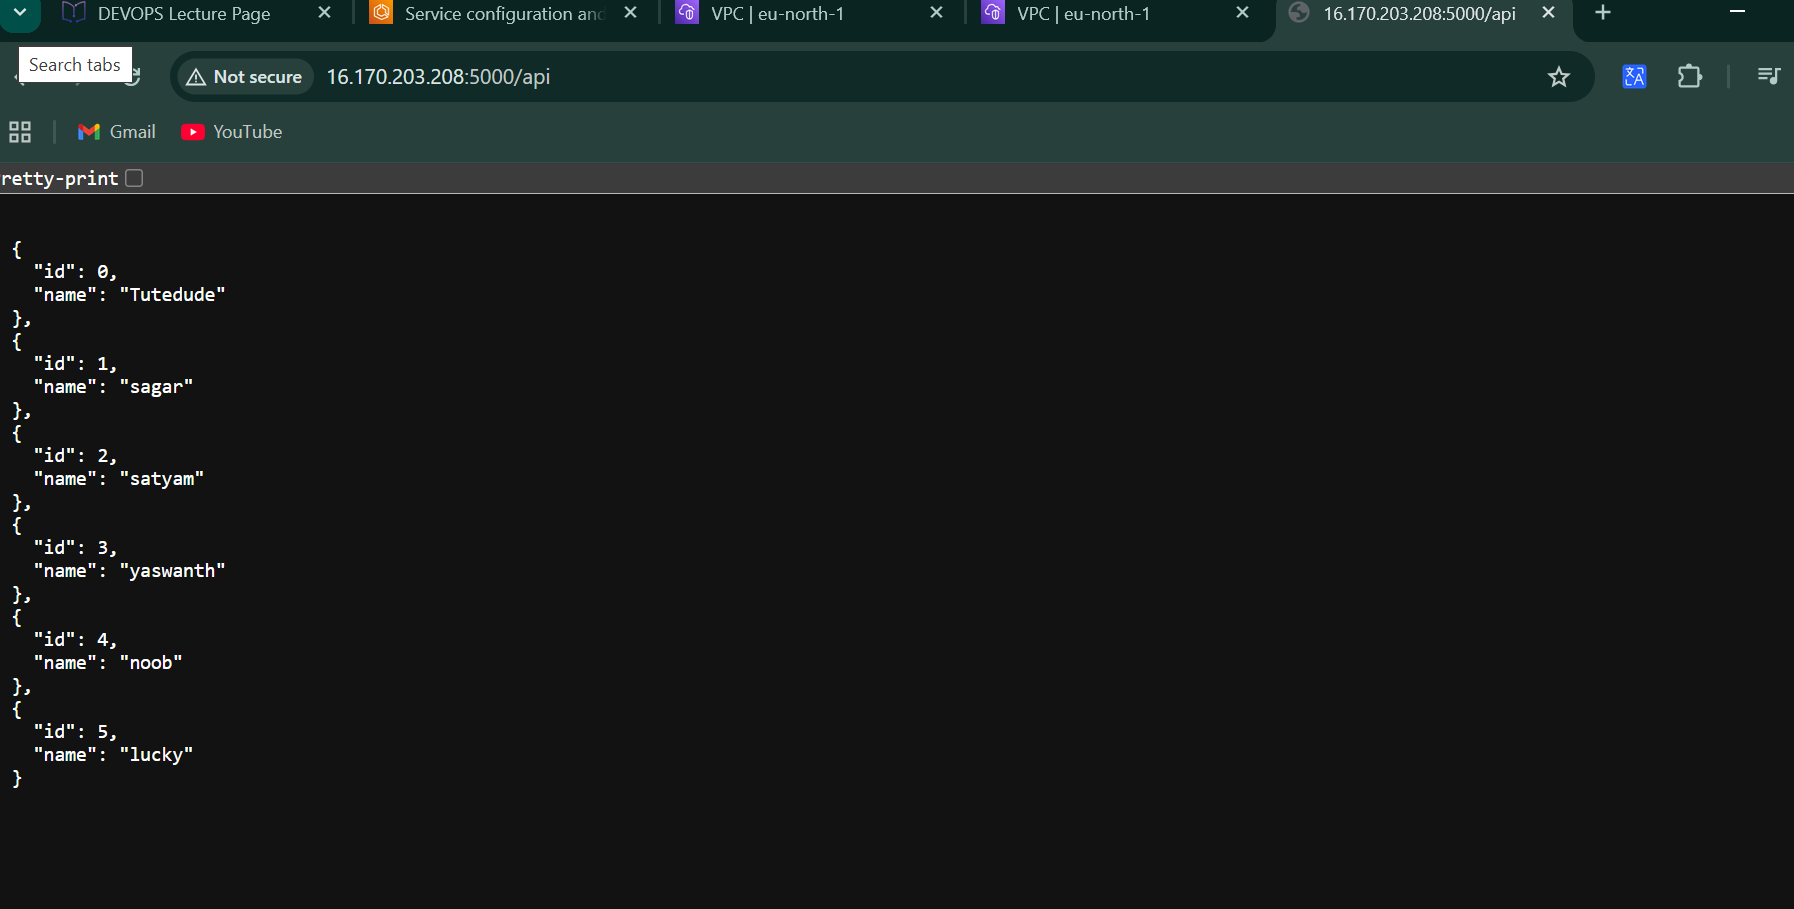 DEVOPS Lecture Page
Service configuration and
VPC | eu-north-1
VPC | eu-north-1
16.170.203.208:5000/api
Search tabs
Not secure
16.170.203.208:5000/api
Gmail
YouTube
retty-print
{
"id": 0,
"name": "Tutedude"
},
{
"id": 1,
"name": "sagar"
},
{
"id": 2,
"name": "satyam"
},
{
"id": 3,
"name": "yaswanth"
},
{
"id": 4,
"name": "noob"
},
{
"id": 5,
"name": "lucky"
}